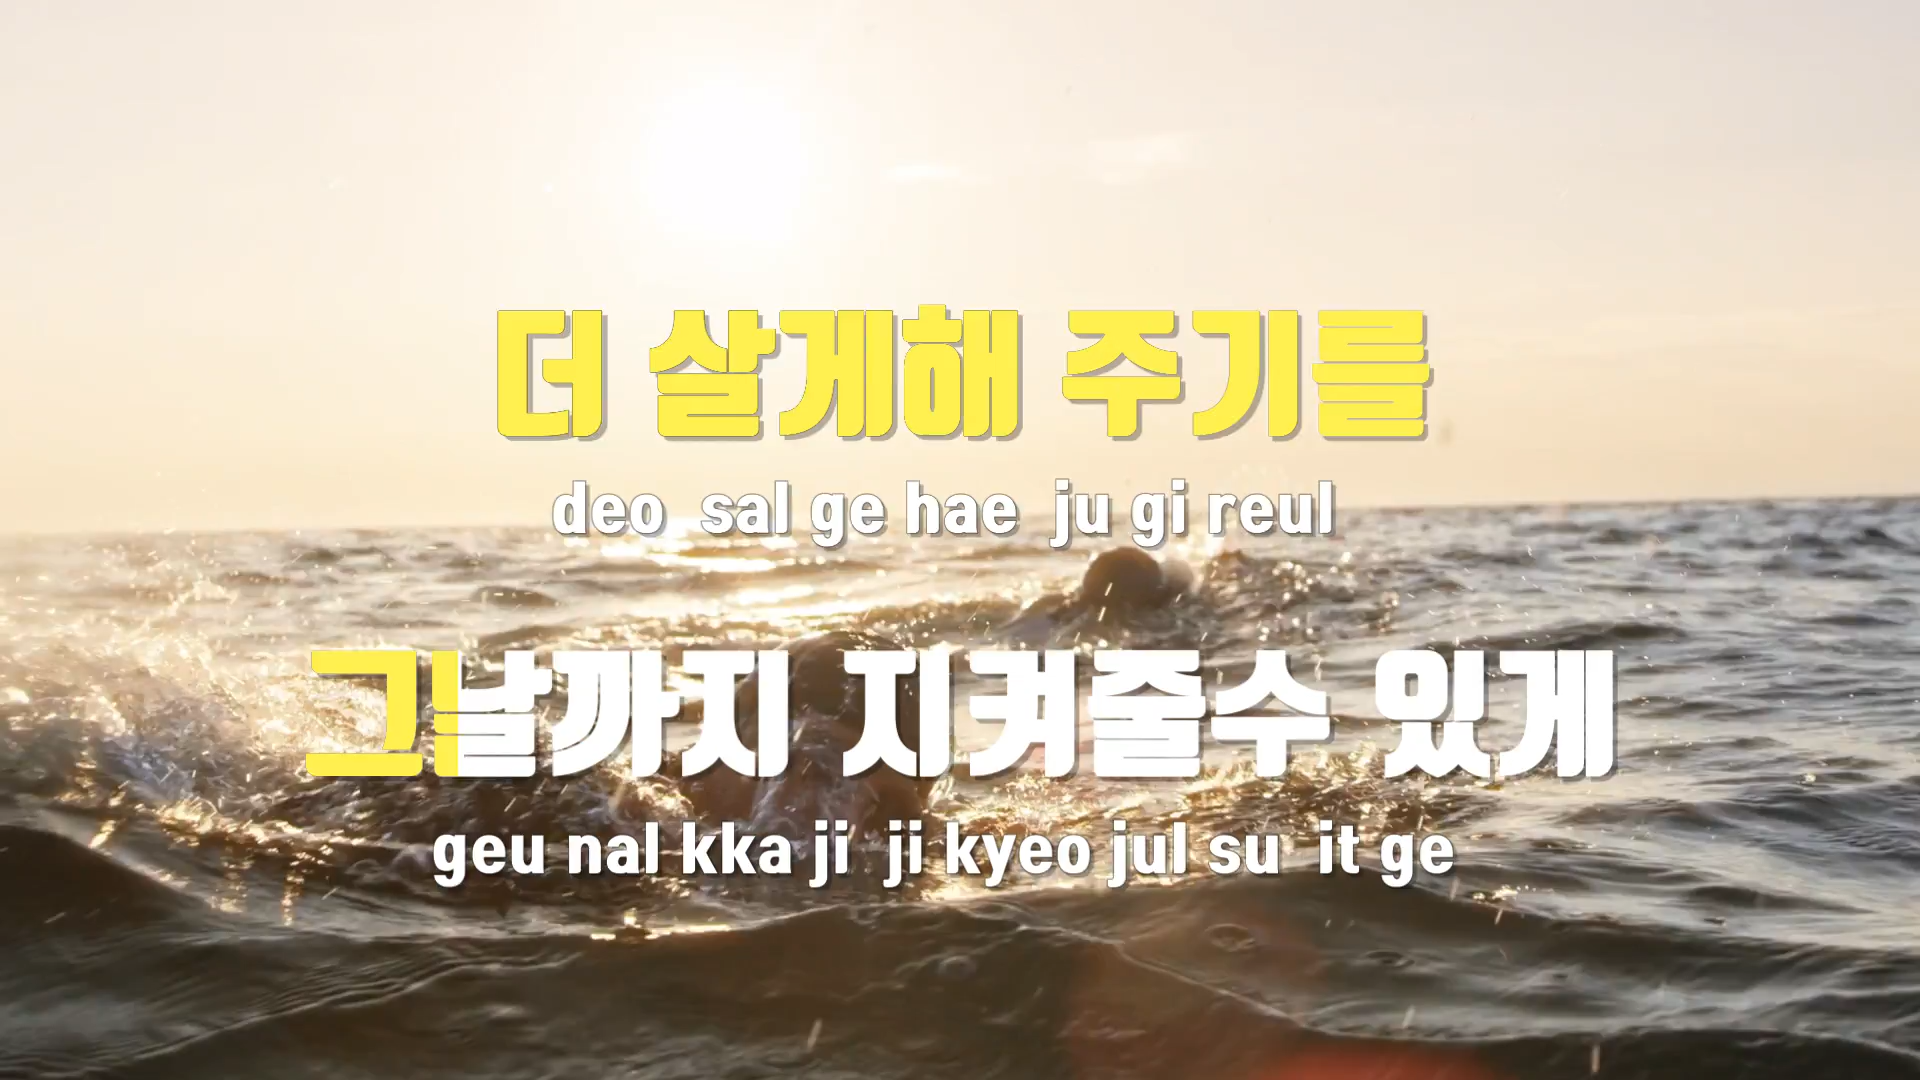 더 살게해 주기를
deo sal ge hae ju gi reul
그날까지 지켜줄수 있게
geu nal kka ji ji kyeo jul su it ge